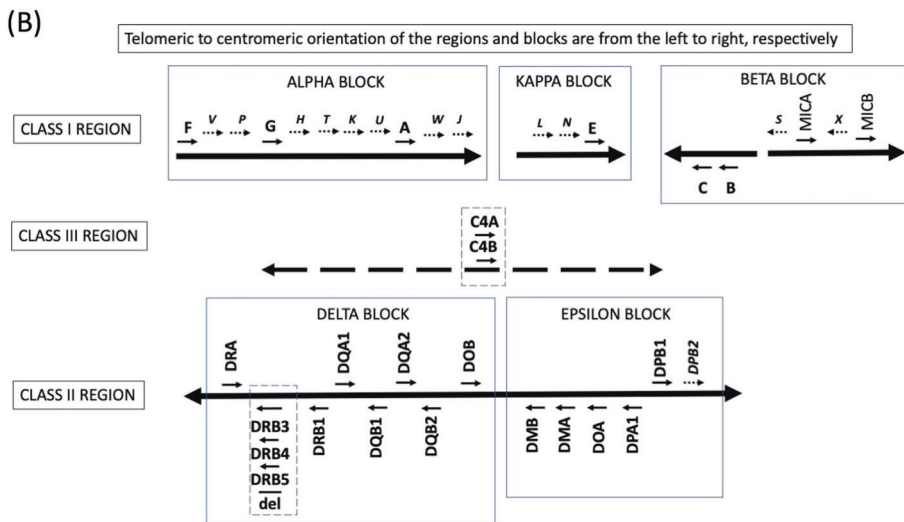 (B)
Telomeric to centromeric orientation of the regions and blocks are from the left to right, respectively
ALPHA BLOCK
KAPPA BLOCK
BETA BLOCK
CLASS I REGION
F V P G H T K U A W J
L N E
S MICA X MICB
C B
CLASS III REGION
C4A
C4B
DELTA BLOCK
EPSILON BLOCK
CLASS II REGION
DRA DQA1 DQA2 DOB
DPB1 DPB2
DRB3 DRB1 DQB1 DQB2
DRB4
DRB5
del
DMB DMA DOA DPA1